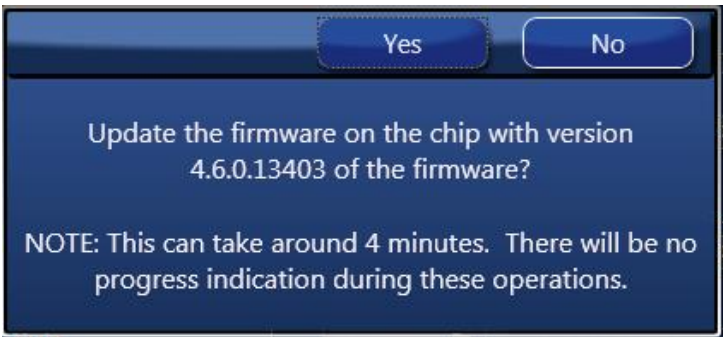 Yes No
Update the firmware on the chip with version
4.6.0.13403 of the firmware?
NOTE: This can take around 4 minutes.  There will be no
progress indication during these operations.